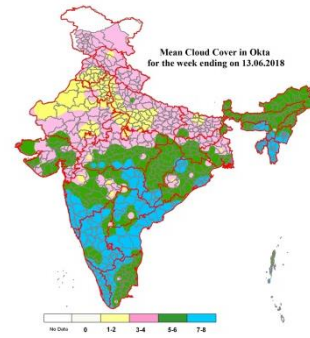 Mean Cloud Cover in Okta
for the week ending on 13.06.2018
No Data 0 1-2 3-4 5-6 7-8